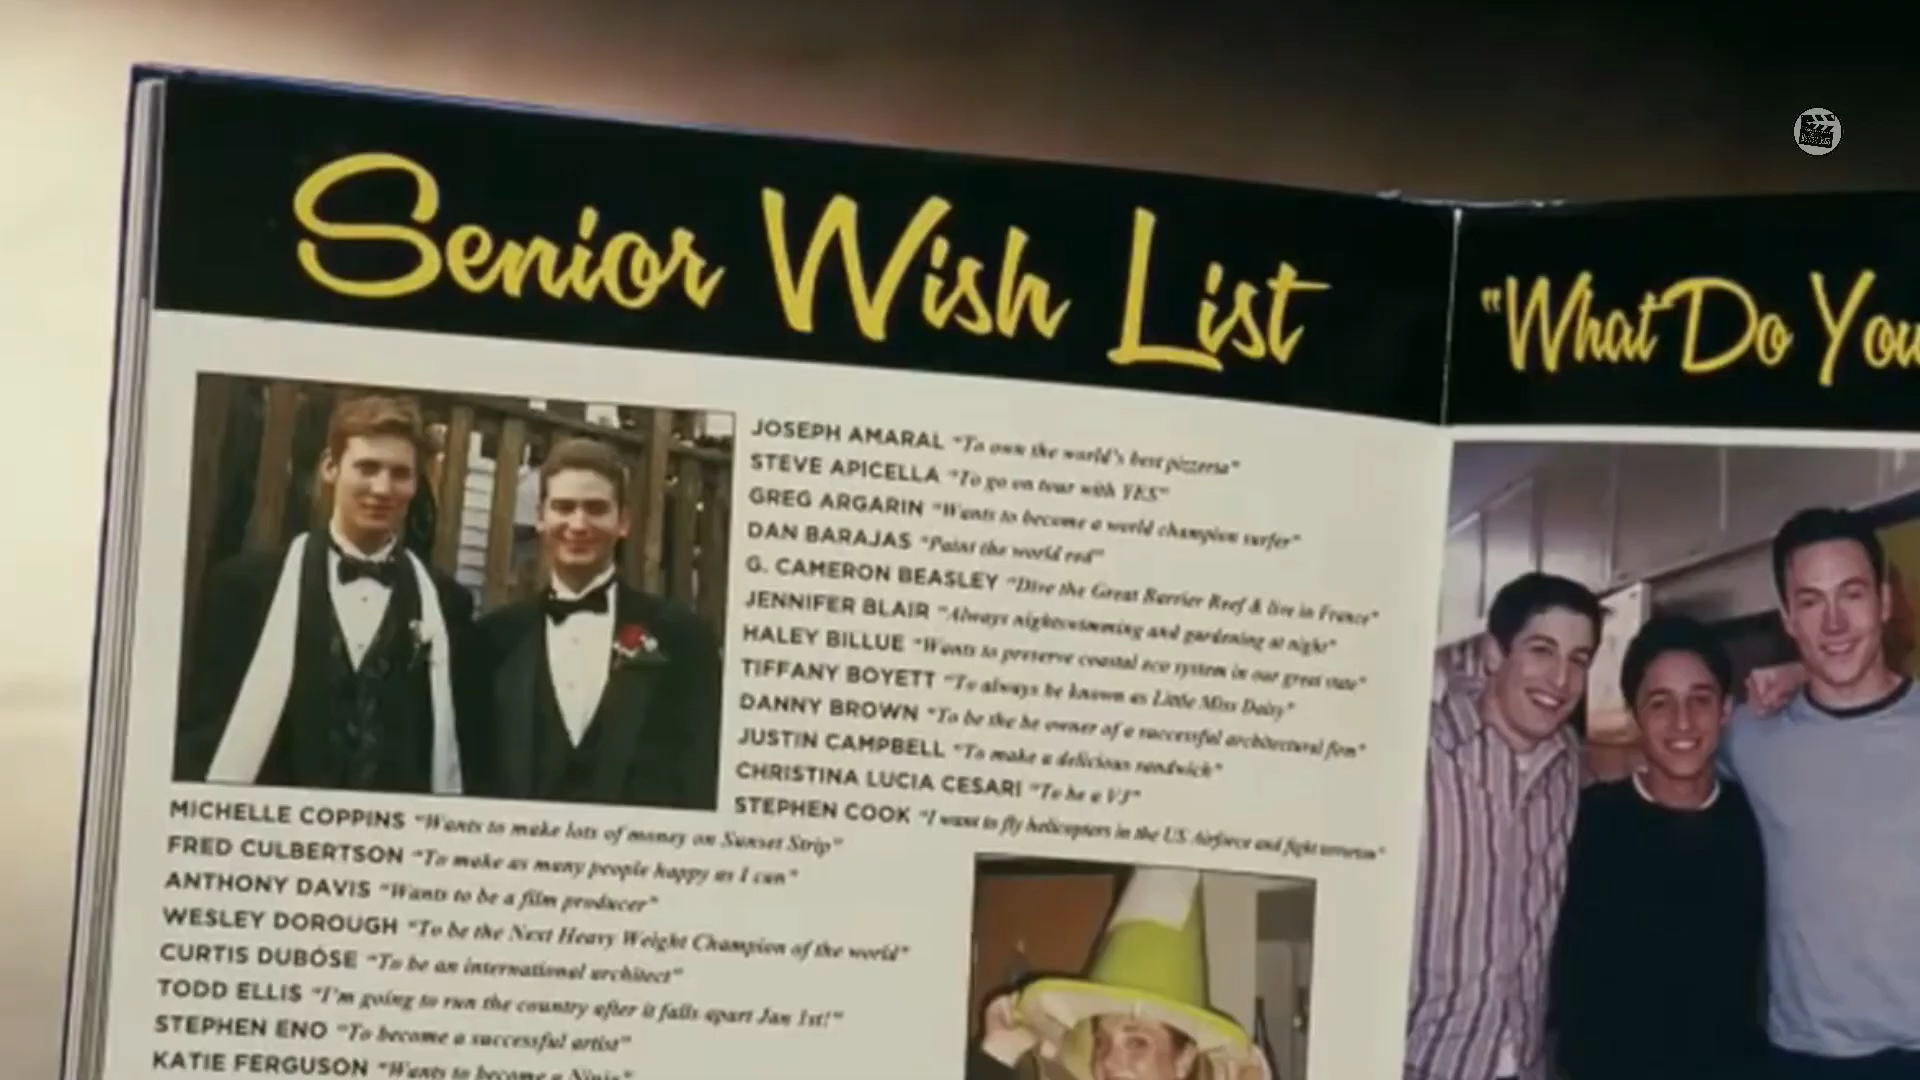 Senior Wish List
"What Do You
JOSEPH AMARAL "To own the world's best pizzeria"
STEVE APICELLA "To go on tour with YES"
GREG ARGARIN "Wants to become a world champion surfer"
DAN BARAJAS "Paint the world red"
G. CAMERON BEASLEY "Dive the Great Barrier Reef & live in France"
JENNIFER BLAIR "Always nightswimming and gardening at night"
HALEY BILLUE "Wants to preserve coastal eco system in our great state"
TIFFANY BOYETT "To always be known as Little Miss Daisy"
DANNY BROWN "To be the he owner of a successful architectural firm"
JUSTIN CAMPBELL "To make a delicious sandwich"
CHRISTINA LUCIA CESARI "To be a VJ"
STEPHEN COOK "I want to fly helicopters in the US Airforce and fight terrorism"
MICHELLE COPPINS "Wants to make lots of money on Sunset Strip"
FRED CULBERTSON "To make as many people happy as I can"
ANTHONY DAVIS "Wants to be a film producer"
WESLEY DOROUGH "To be the Next Heavy Weight Champion of the world"
CURTIS DUBOSE "To be an international architect"
TODD ELLIS "I'm going to run the country after it falls apart Jan 1st!"
STEPHEN ENO "To become a successful artist"
KATIE FERGUSON "Wants to become a Ninja"